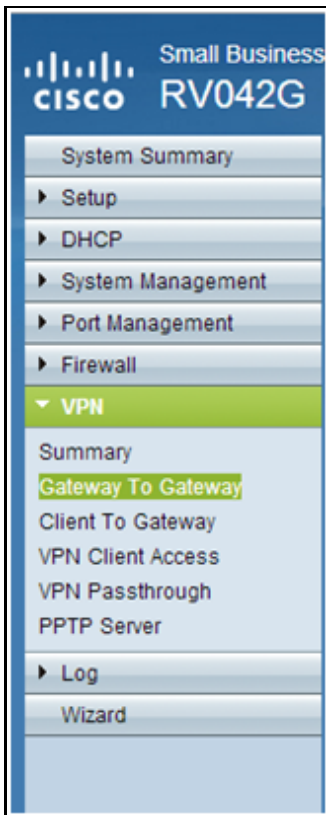 Small Business
CISCO RV042G
System Summary
Setup
DHCP
System Management
Port Management
Firewall
VPN
Summary
Gateway To Gateway
Client To Gateway
VPN Client Access
VPN Passthrough
PPTP Server
Log
Wizard